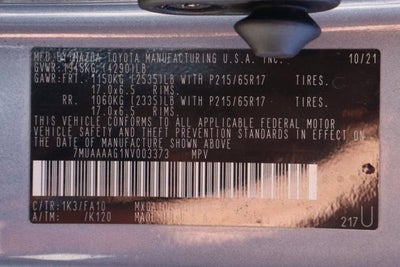 MFD. BY MAZDA TOYOTA MANUFACTURING U.S.A. INC. 10/21
GVWR: 1945KG (4290)LB
GAWR: FRT. 1150KG (2535)LB WITH P215/65R17 TIRES,
17.0x6.5 RIMS,
RR. 1060KG (2335)LB WITH P215/65R17 TIRES,
17.0x6.5 RIMS,
THIS VEHICLE CONFORMS TO ALL APPLICABLE FEDERAL MOTOR
VEHICLE SAFETY AND THEFT PREVENTION STANDARDS IN EFFECT ON
THE DATE OF MANUFACTURE SHOWN ABOVE.
7MUAAAAG1NV003373 MPV
C/TR: 1K3/FA10
A/TM: /K120 MADE
217U